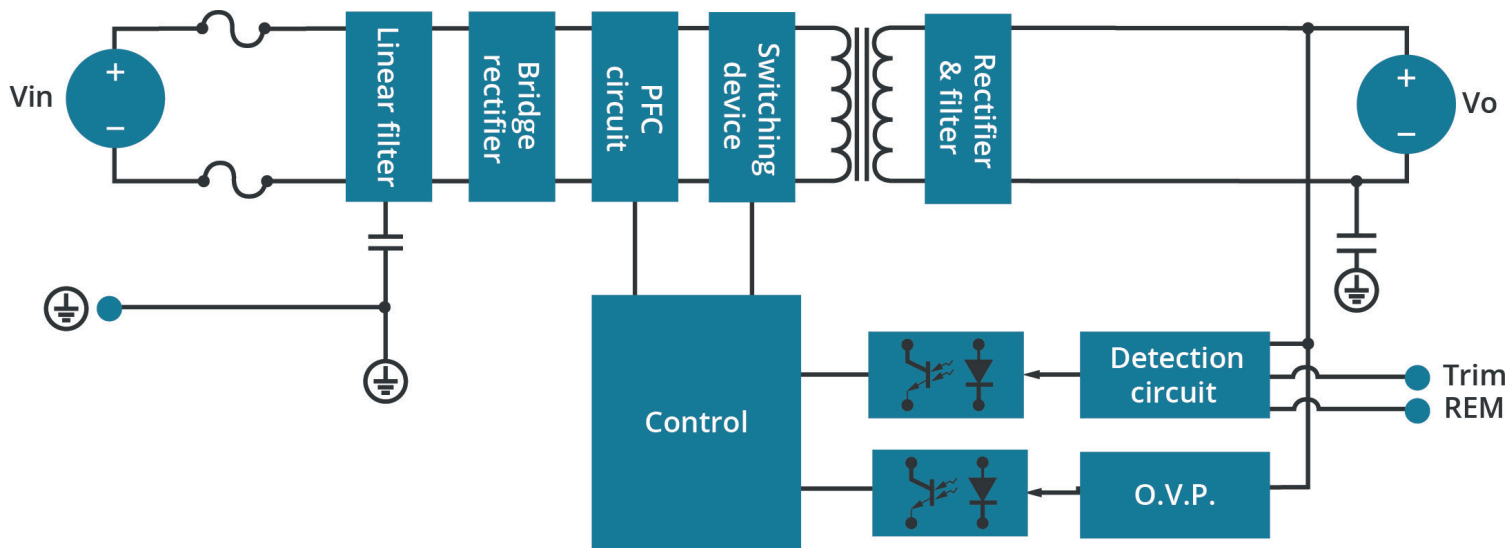 Vin
+
−
Linear filter
Bridge
rectifier
PFC
circuit
Switching
device
Rectifier
& filter
+
−
Vo
Control
Detection
circuit
Trim
REM
O.V.P.